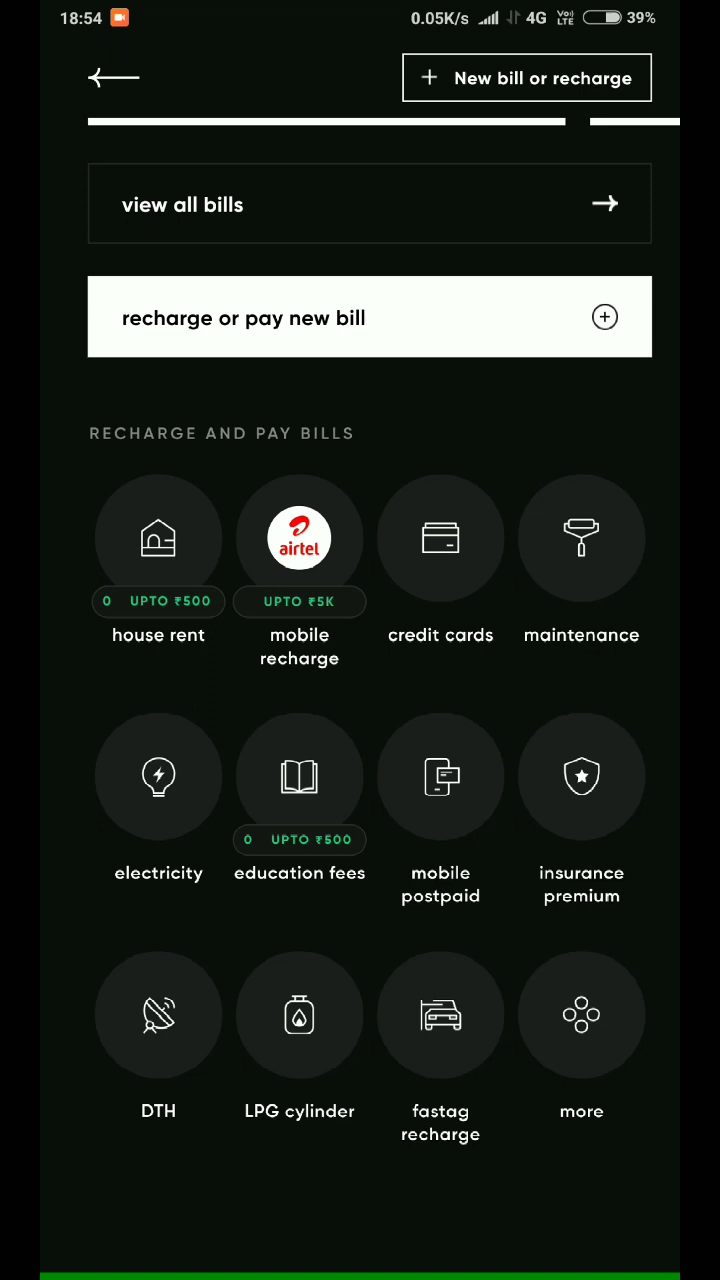 18:54 0.05K/s 4G Vo) LTE 39%
+ New bill or recharge
view all bills
recharge or pay new bill
RECHARGE AND PAY BILLS
airtel
0 UPTO ₹500 UPTO ₹5K
house rent mobile recharge credit cards maintenance
0 UPTO ₹500
electricity education fees mobile postpaid insurance premium
DTH LPG cylinder fastag recharge more